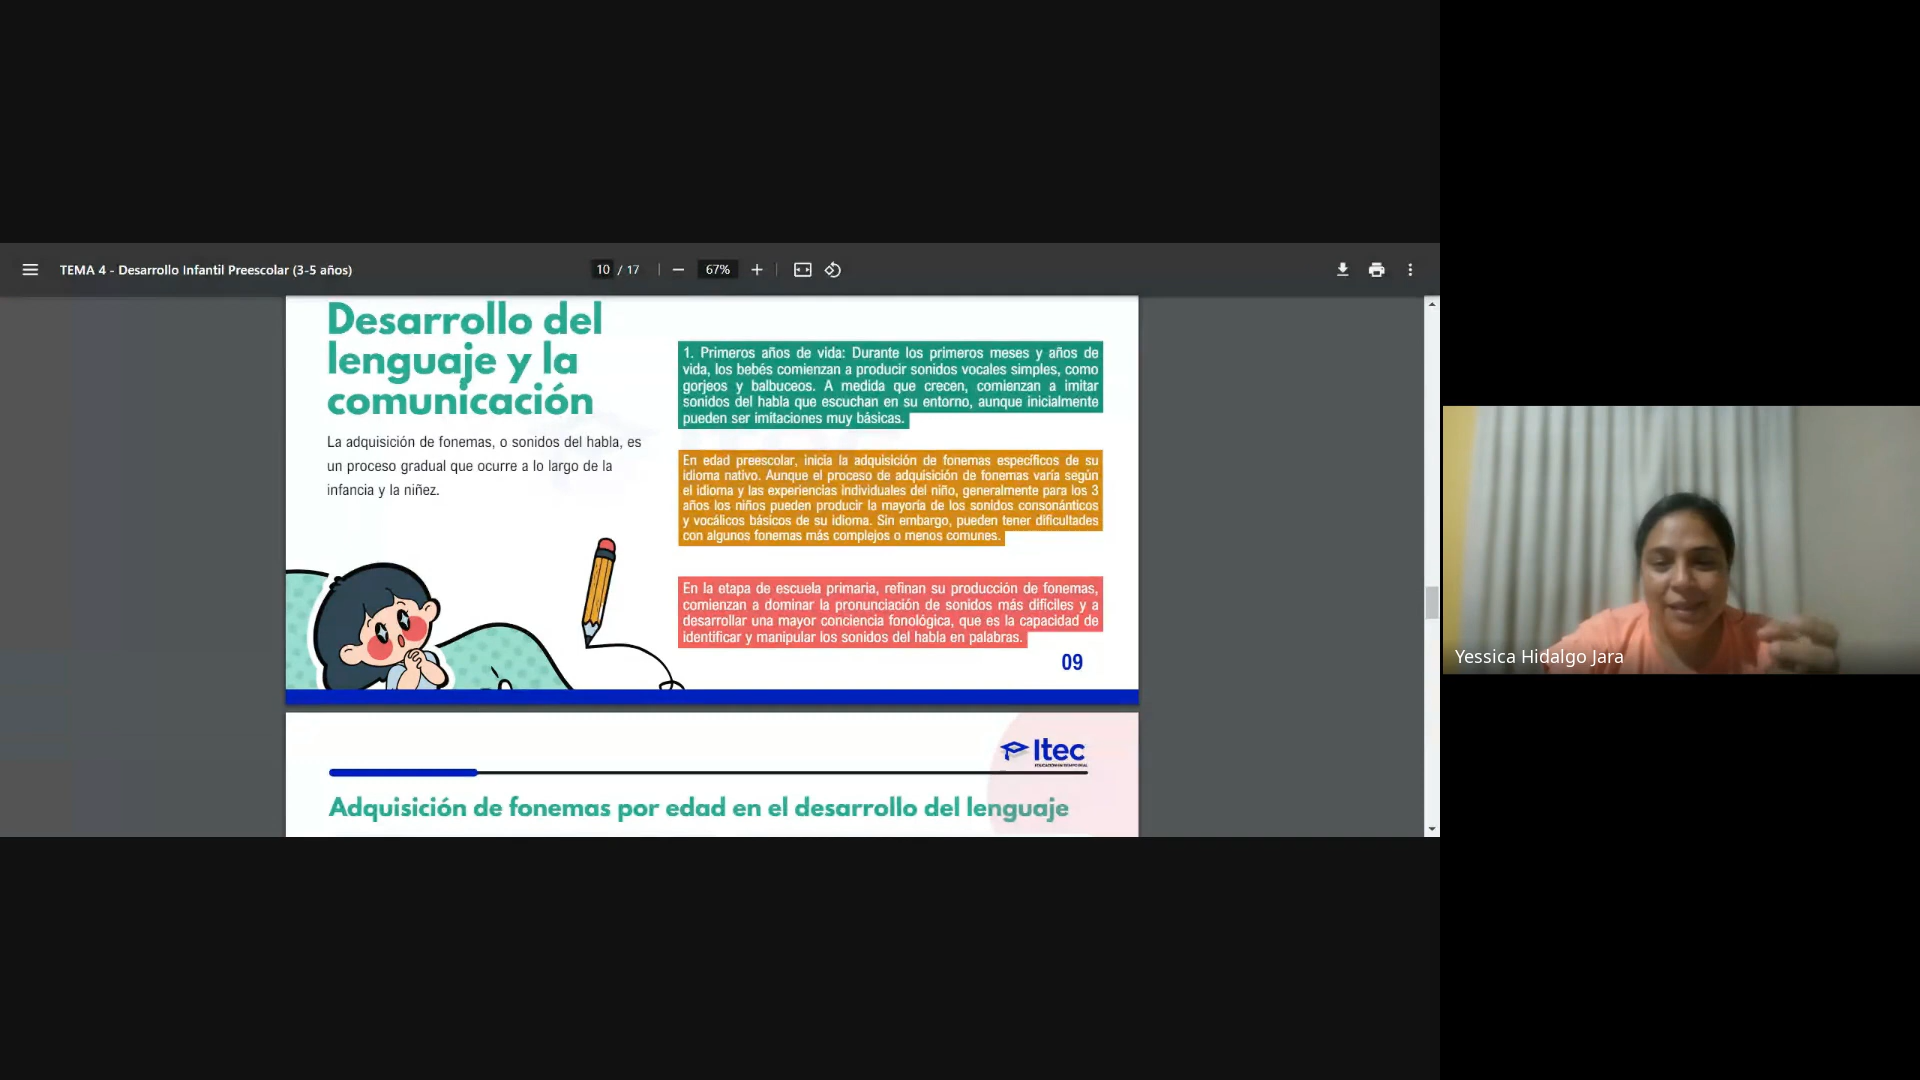 TEMA 4 - Desarrollo Infantil Preescolar (3-5 años)
10 / 17
67%
Desarrollo del
lenguaje y la
comunicación
La adquisición de fonemas, o sonidos del habla, es
un proceso gradual que ocurre a lo largo de la
infancia y la niñez.
1. Primeros años de vida: Durante los primeros meses y años de
vida, los bebés comienzan a producir sonidos vocales simples, como
gorjeos y balbuceos. A medida que crecen, comienzan a imitar
sonidos del habla que escuchan en su entorno, aunque inicialmente
pueden ser imitaciones muy básicas.
En edad preescolar, inicia la adquisición de fonemas específicos de su
idioma nativo. Aunque el proceso de adquisición de fonemas varía según
el idioma y las experiencias individuales del niño, generalmente para los 3
años los niños pueden producir la mayoría de los sonidos consonánticos
y vocálicos básicos de su idioma. Sin embargo, pueden tener dificultades
con algunos fonemas más complejos o menos comunes.
En la etapa de escuela primaria, refinan su producción de fonemas,
comienzan a dominar la pronunciación de sonidos más difíciles y a
desarrollar una mayor conciencia fonológica, que es la capacidad de
identificar y manipular los sonidos del habla en palabras.
09
Itec
Adquisición de fonemas por edad en el desarrollo del lenguaje
Yessica Hidalgo Jara